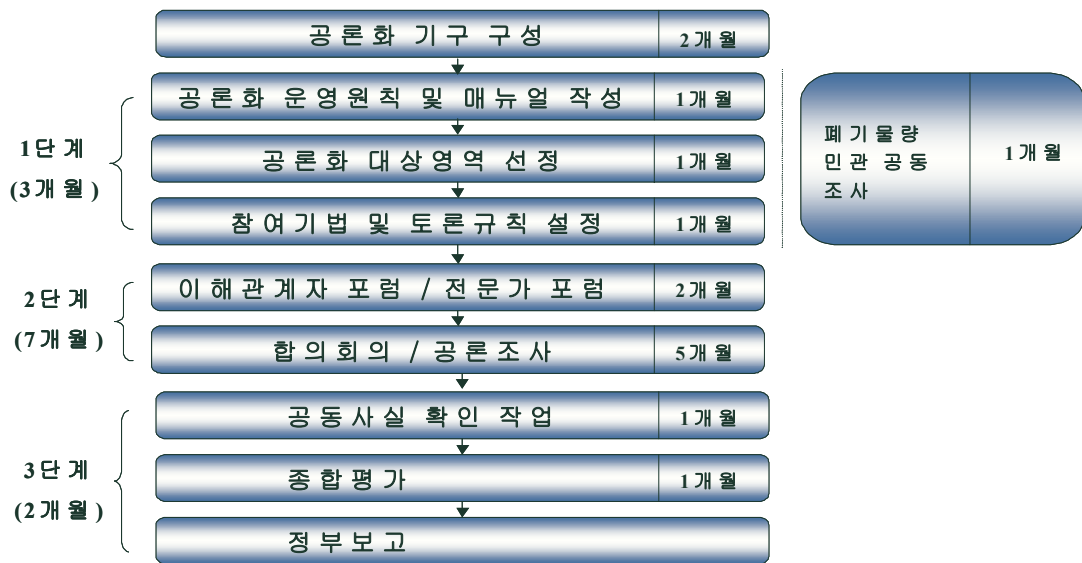 공론화 기구 구성 2개월
1단계
(3개월)
공론화 운영원칙 및 매뉴얼 작성 1개월
공론화 대상영역 선정 1개월
참여기법 및 토론규칙 설정 1개월
폐기물량
민관 공동
조사
1개월
2단계
(7개월)
이해관계자 포럼 / 전문가 포럼 2개월
합의회의 / 공론조사 5개월
3단계
(2개월)
공동사실 확인 작업 1개월
종합평가 1개월
정부보고